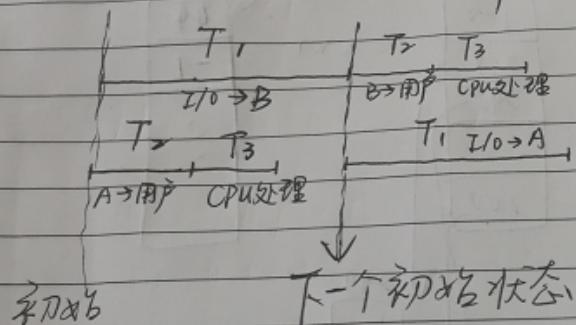 T1 T2 T3
I/O→B B→用户 CPU处理
T2 T3 T1 I/O→A
A→用户 CPU处理
初始 下一个初始状态